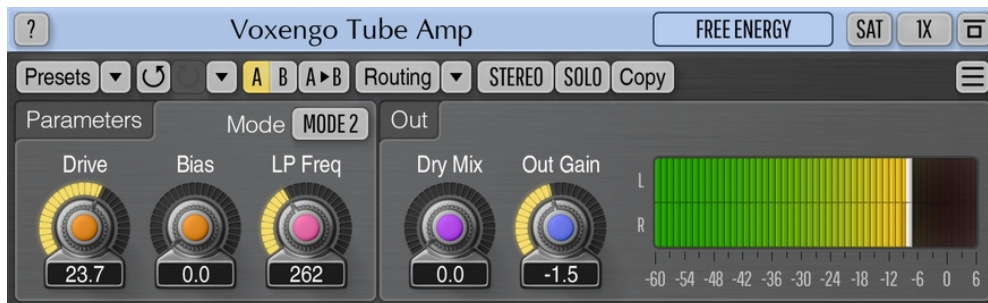 ? Voxengo Tube Amp FREE ENERGY SAT 1X
Presets A B A▸B Routing STEREO SOLO Copy
Parameters Mode MODE 2 Out
Drive Bias LP Freq Dry Mix Out Gain
L
R
23.7 0.0 262 0.0 -1.5
-60 -54 -48 -42 -36 -30 -24 -18 -12 -6 0 6